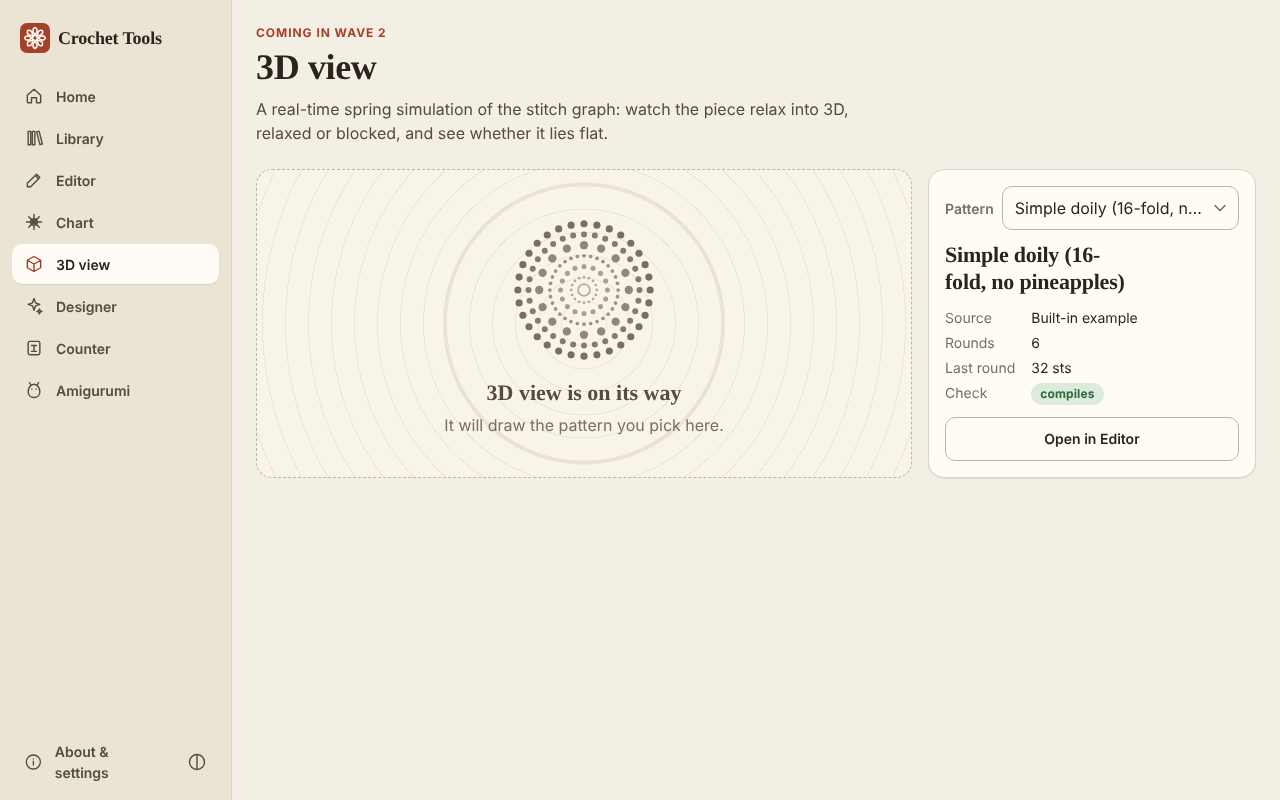 Crochet Tools
Home
Library
Editor
Chart
3D view
Designer
Counter
Amigurumi
About &
settings
COMING IN WAVE 2
3D view
A real-time spring simulation of the stitch graph: watch the piece relax into 3D,
relaxed or blocked, and see whether it lies flat.
3D view is on its way
It will draw the pattern you pick here.
Pattern
Simple doily (16-fold, n...
Simple doily (16-
fold, no pineapples)
Source Built-in example
Rounds 6
Last round 32 sts
Check compiles
Open in Editor